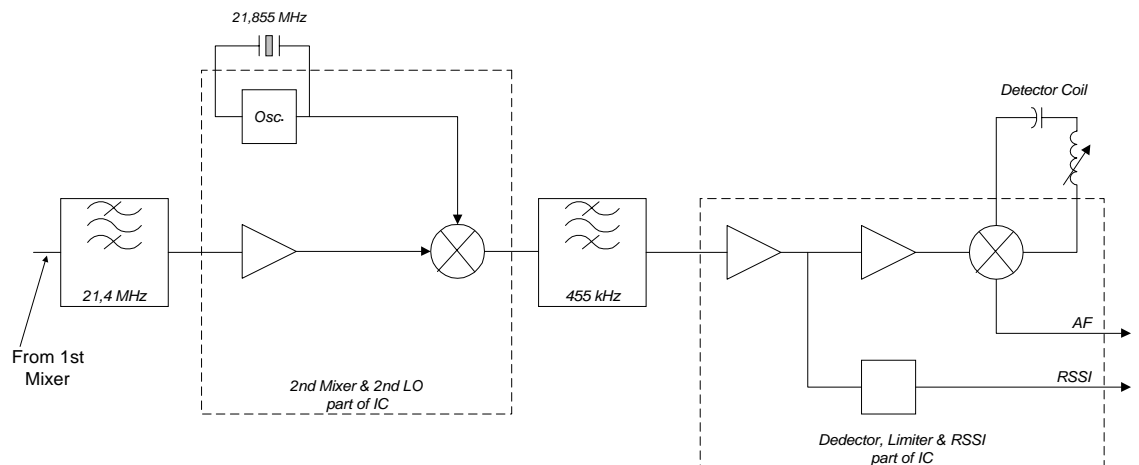 21,855 MHz
Osc.
Detector Coil
21,4 MHz
455 kHz
From 1st
Mixer
AF
RSSI
2nd Mixer & 2nd LO
part of IC
Dedector, Limiter & RSSI
part of IC